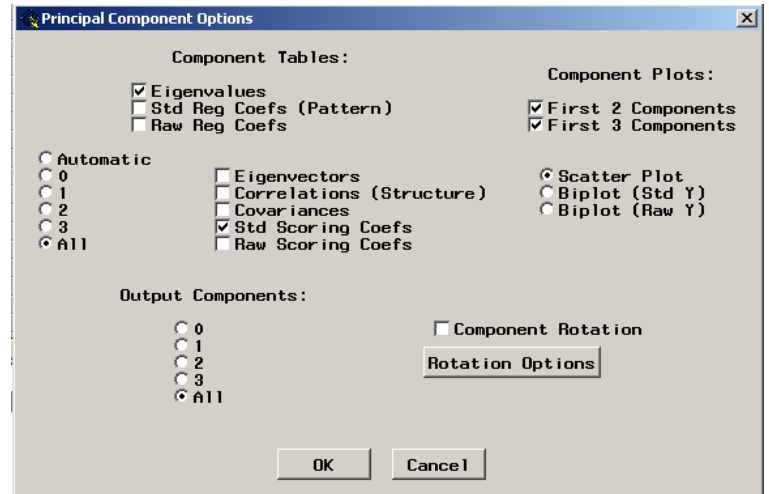 Principal Component Options
Component Tables:
Component Plots:
Eigenvalues
Std Reg Coefs (Pattern)
Raw Reg Coefs
First 2 Components
First 3 Components
Automatic
0
1
2
3
All
Eigenvectors
Correlations (Structure)
Covariances
Std Scoring Coefs
Raw Scoring Coefs
Scatter Plot
Biplot (Std Y)
Biplot (Raw Y)
Output Components:
0
1
2
3
All
Component Rotation
Rotation Options
OK
Cancel